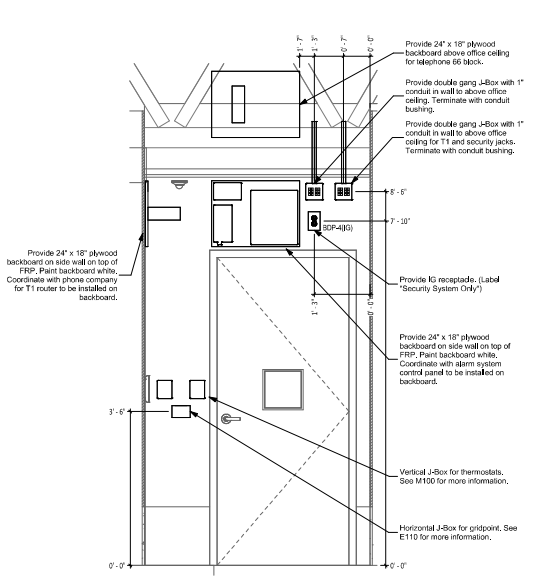 Provide 24" x 18" plywood
backboard above office ceiling
for telephone 66 block.
1' - 7"
1' - 3"
0' - 7"
0' - 0"
Provide double gang J-Box with 1"
conduit in wall to above office
ceiling. Terminate with conduit
bushing.
Provide double gang J-Box with 1"
conduit in wall to above office
ceiling for T1 and security jacks.
Terminate with conduit bushing.
8' - 6"
7' - 10"
BDP-4(IG)
Provide 24" x 18" plywood
backboard on side wall on top of
FRP. Paint backboard white.
Coordinate with phone company
for T1 router to be installed on
backboard.
Provide IG receptacle. (Label
"Security System Only")
1' - 3"
0' - 0"
Provide 24" x 18" plywood
backboard on side wall on top of
FRP. Paint backboard white.
Coordinate with alarm system
control panel to be installed on
backboard.
3' - 6"
Vertical J-Box for thermostats.
See M100 for more information.
Horizontal J-Box for gridpoint. See
E110 for more information.
0' - 0"
0' - 0"